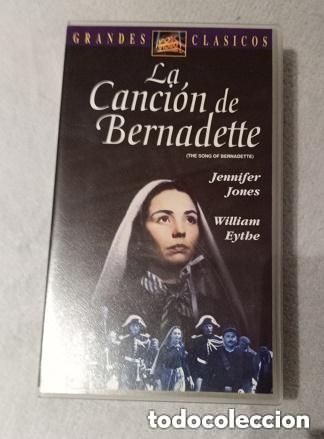 GRANDES CLASICOS
La
Canción de
Bernadette
(THE SONG OF BERNADETTE)
Jennifer
Jones
William
Eythe
todocoleccion